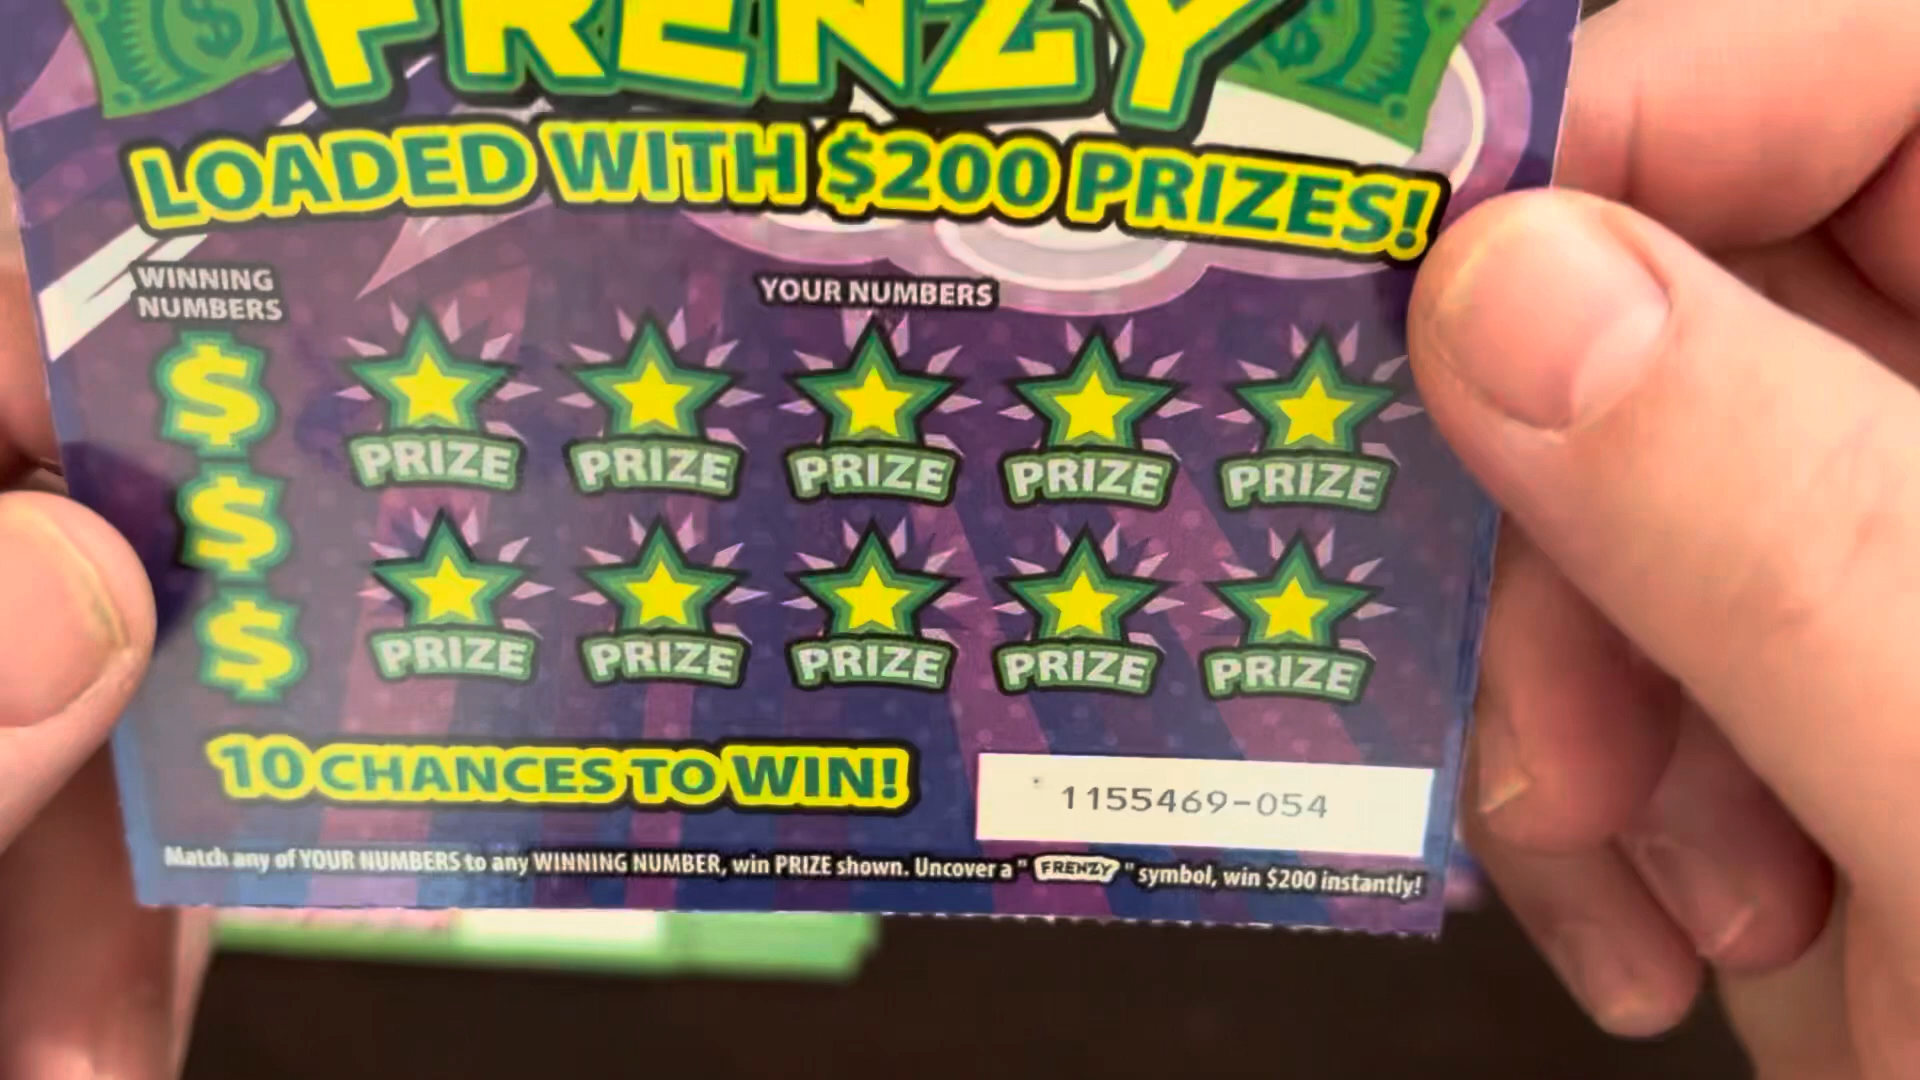 FRENZY
LOADED WITH $200 PRIZES!
WINNING
NUMBERS
YOUR NUMBERS
$
$
$
PRIZE PRIZE PRIZE PRIZE PRIZE
PRIZE PRIZE PRIZE PRIZE PRIZE
10 CHANCES TO WIN!
1155469-054
Match any of YOUR NUMBERS to any WINNING NUMBER, win PRIZE shown. Uncover a " FRENZY " symbol, win $200 instantly!